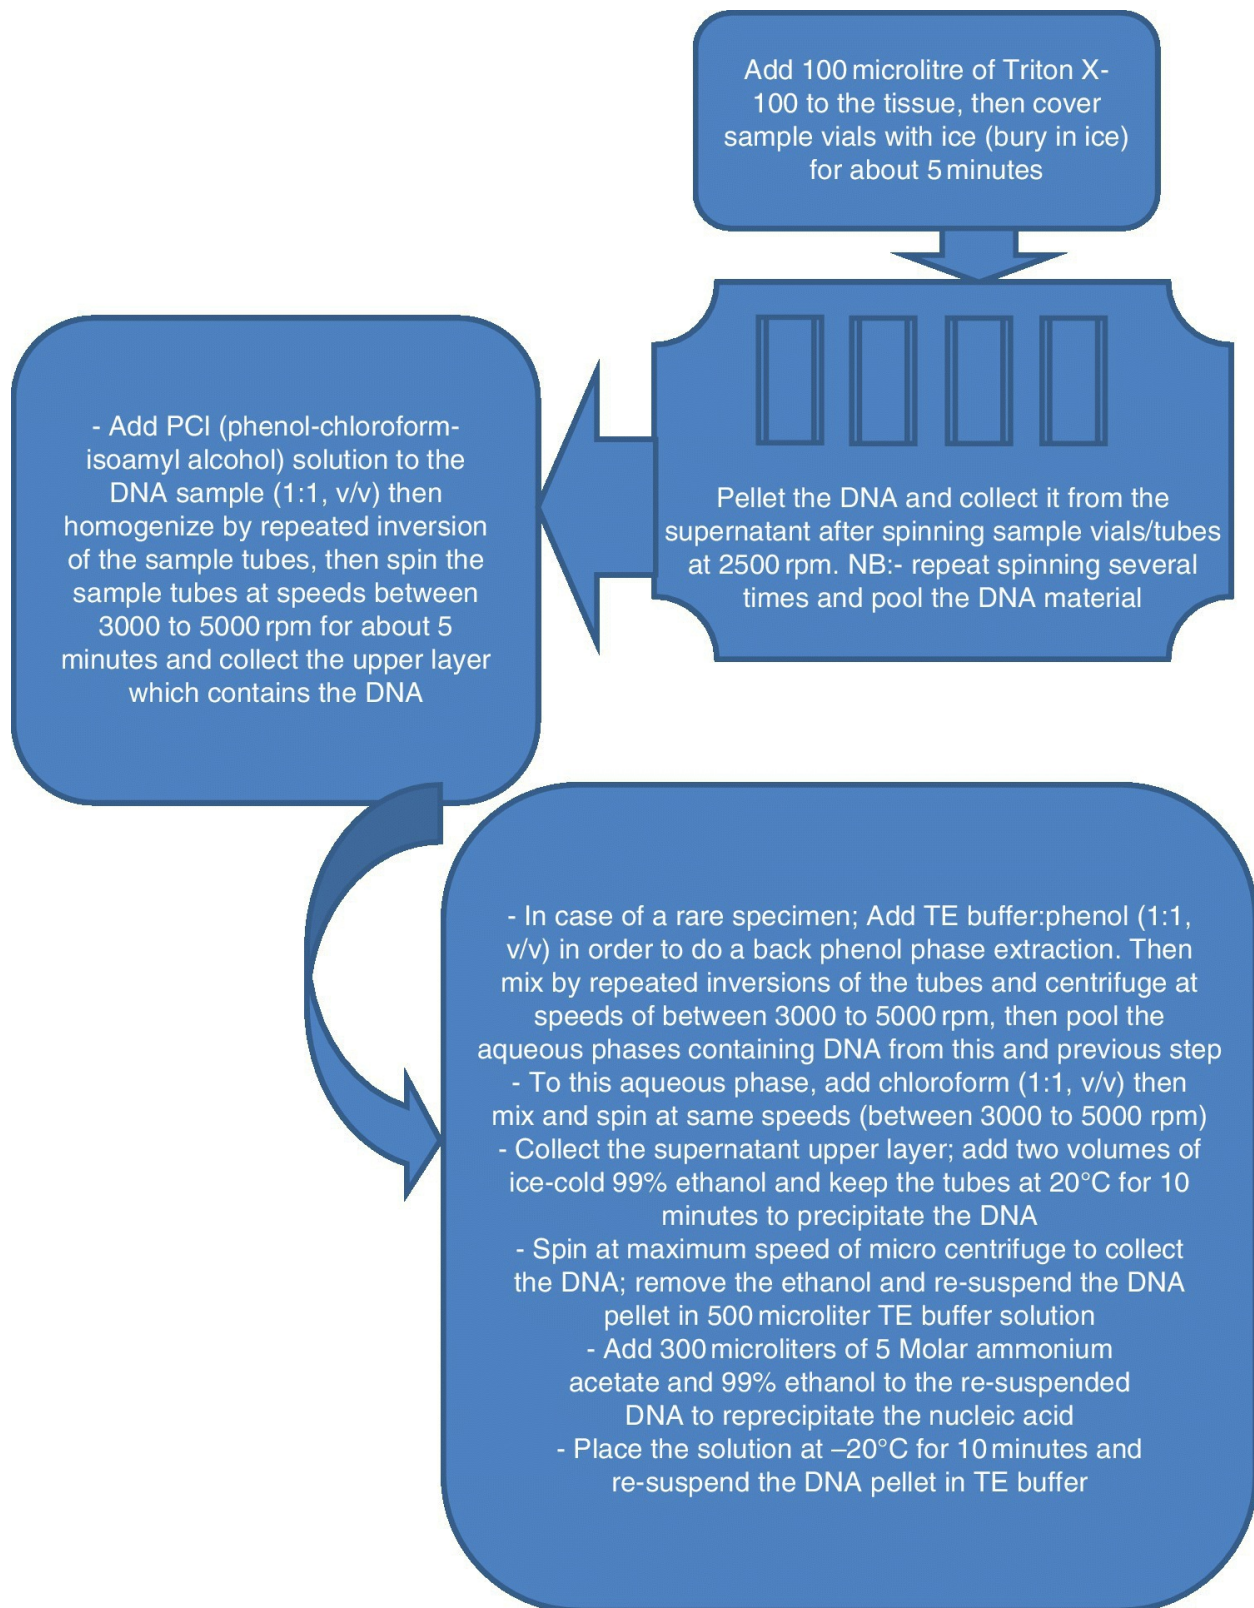 Add 100 microlitre of Triton X-
100 to the tissue, then cover
sample vials with ice (bury in ice)
for about 5 minutes
Pellet the DNA and collect it from the
supernatant after spinning sample vials/tubes
at 2500 rpm. NB:- repeat spinning several
times and pool the DNA material
- Add PCI (phenol-chloroform-
isoamyl alcohol) solution to the
DNA sample (1:1, v/v) then
homogenize by repeated inversion
of the sample tubes, then spin the
sample tubes at speeds between
3000 to 5000 rpm for about 5
minutes and collect the upper layer
which contains the DNA
- In case of a rare specimen; Add TE buffer:phenol (1:1,
v/v) in order to do a back phenol phase extraction. Then
mix by repeated inversions of the tubes and centrifuge at
speeds of between 3000 to 5000 rpm, then pool the
aqueous phases containing DNA from this and previous step
- To this aqueous phase, add chloroform (1:1, v/v) then
mix and spin at same speeds (between 3000 to 5000 rpm)
- Collect the supernatant upper layer; add two volumes of
ice-cold 99% ethanol and keep the tubes at 20°C for 10
minutes to precipitate the DNA
- Spin at maximum speed of micro centrifuge to collect
the DNA; remove the ethanol and re-suspend the DNA
pellet in 500 microliter TE buffer solution
- Add 300 microliters of 5 Molar ammonium
acetate and 99% ethanol to the re-suspended
DNA to reprecipitate the nucleic acid
- Place the solution at –20°C for 10 minutes and
re-suspend the DNA pellet in TE buffer